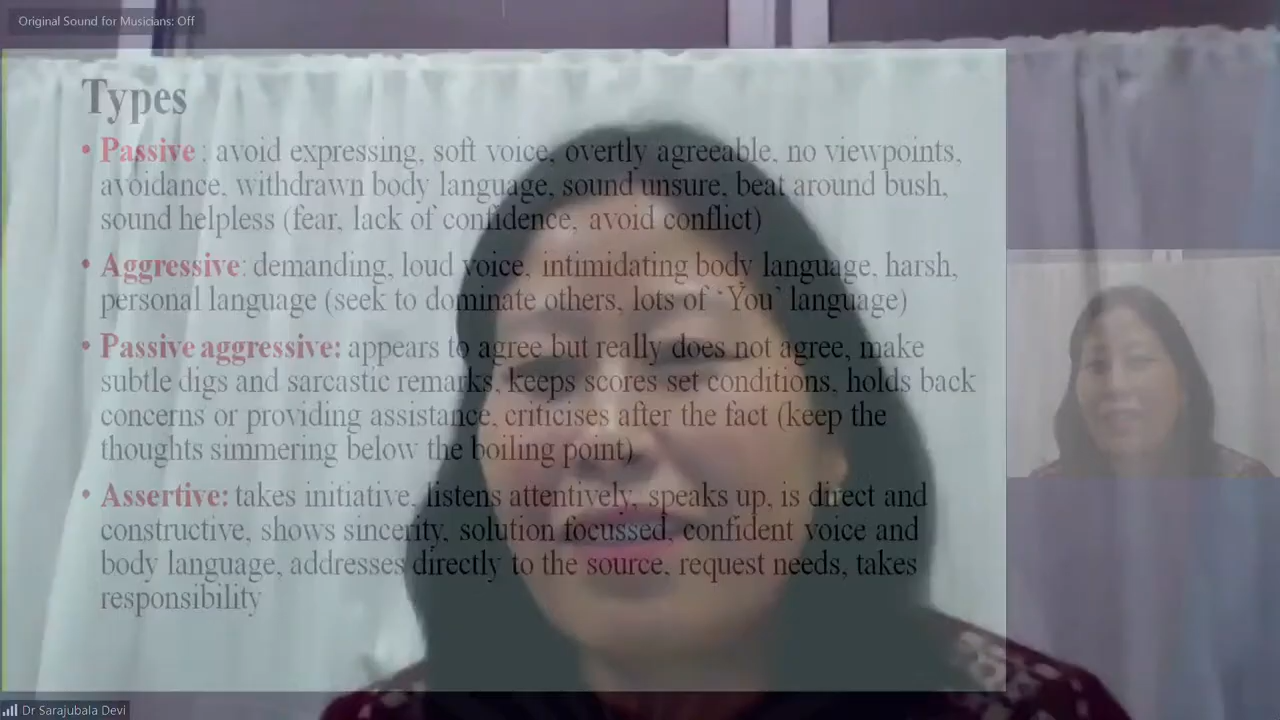 Original Sound for Musicians: Off
Types
• Passive : avoid expressing, soft voice, overtly agreeable, no viewpoints,
avoidance, withdrawn body language, sound unsure, beat around bush,
sound helpless (fear, lack of confidence, avoid conflict)
• Aggressive: demanding, loud voice, intimidating body language, harsh,
personal language (seek to dominate others, lots of ‘You’ language)
• Passive aggressive: appears to agree but really does not agree, make
subtle digs and sarcastic remarks, keeps scores set conditions, holds back
concerns or providing assistance, criticises after the fact (keep the
thoughts simmering below the boiling point)
• Assertive: takes initiative, listens attentively, speaks up, is direct and
constructive, shows sincerity, solution focussed, confident voice and
body language, addresses directly to the source, request needs, takes
responsibility
Dr Sarajubala Devi